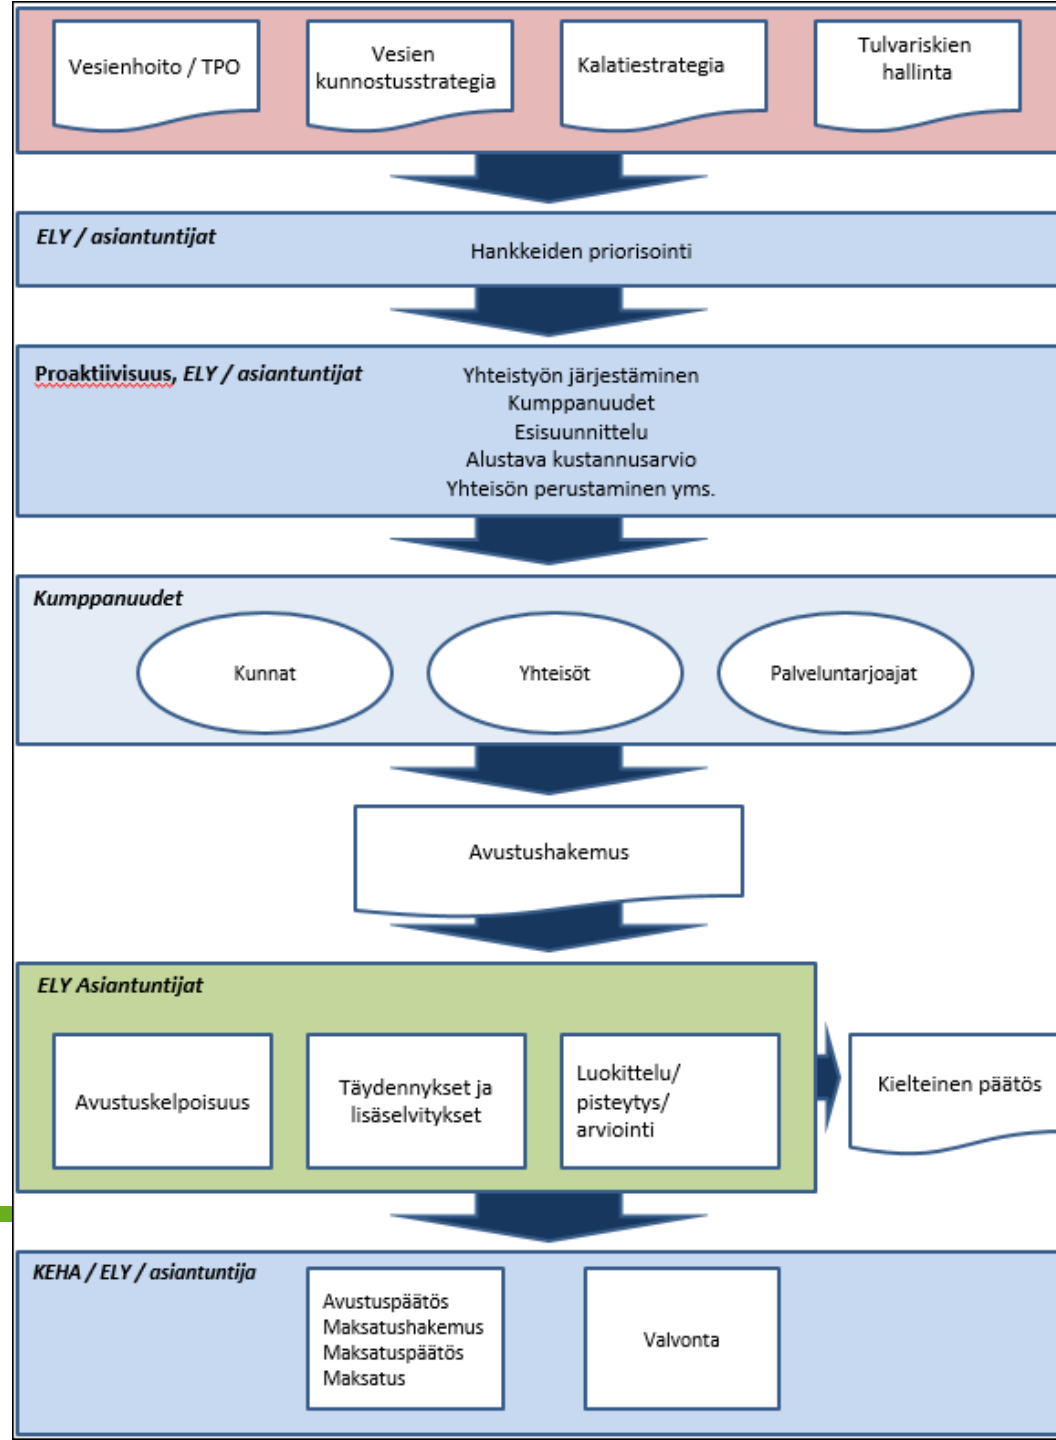 Vesienhoito / TPO
Vesien
kunnostusstrategia
Kalatiestrategia
Tulvariskien
hallinta
ELY / asiantuntijat
Hankkeiden priorisointi
Proaktiivisuus, ELY / asiantuntijat
Yhteistyön järjestäminen
Kumppanuudet
Esisuunnittelu
Alustava kustannusarvio
Yhteisön perustaminen yms.
Kumppanuudet
Kunnat
Yhteisöt
Palveluntarjoajat
Avustushakemus
ELY Asiantuntijat
Avustuskelpoisuus
Täydennykset ja
lisäselvitykset
Luokittelu/
pisteytys/
arviointi
Kielteinen päätös
KEHA / ELY / asiantuntija
Avustuspäätös
Maksatushakemus
Maksatuspäätös
Maksatus
Valvonta